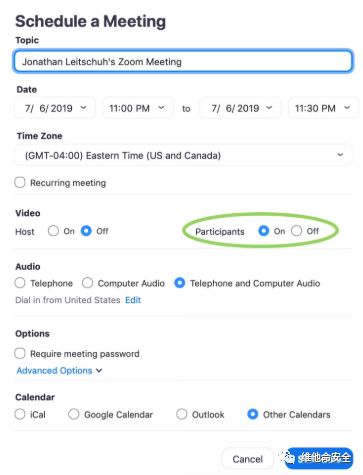 Schedule a Meeting
Topic
Jonathan Leitschuh's Zoom Meeting
Date
7/ 6/ 2019 11:00 PM to 7/ 6/ 2019 11:30 PM
Time Zone
(GMT-04:00) Eastern Time (US and Canada)
Recurring meeting
Video
Host On Off Participants On Off
Audio
Telephone Computer Audio Telephone and Computer Audio
Dial in from United States Edit
Options
Require meeting password
Advanced Options
Calendar
iCal Google Calendar Outlook Other Calendars
Cancel 维他命安全